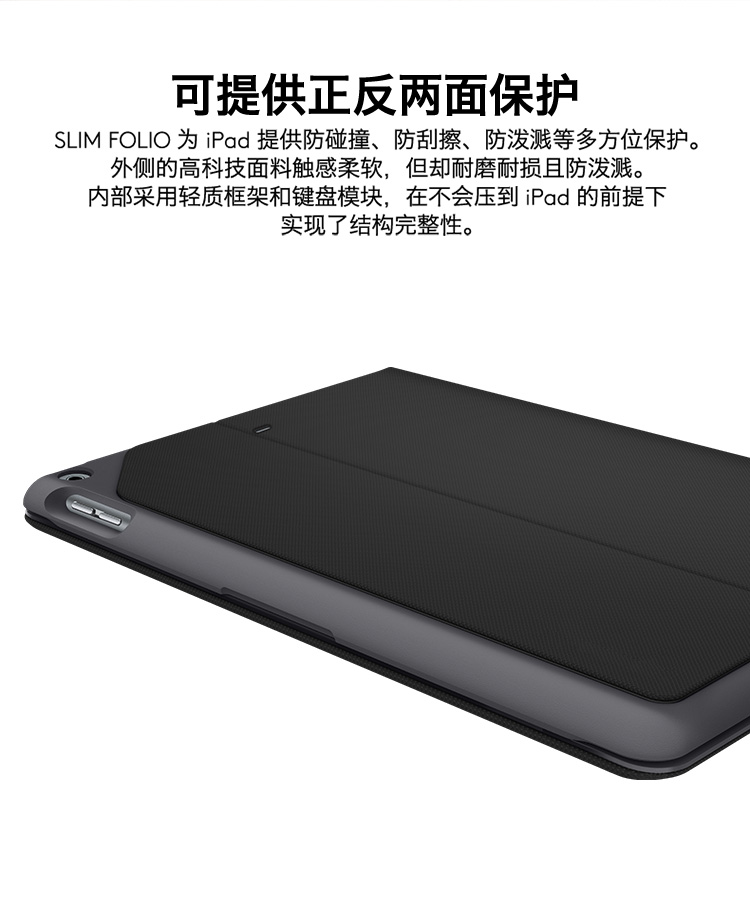 可提供正反两面保护
SLIM FOLIO 为 iPad 提供防碰撞、防刮擦、防泼溅等多方位保护。
外侧的高科技面料触感柔软，但却耐磨耐损且防泼溅。
内部采用轻质框架和键盘模块，在不会压到 iPad 的前提下
实现了结构完整性。